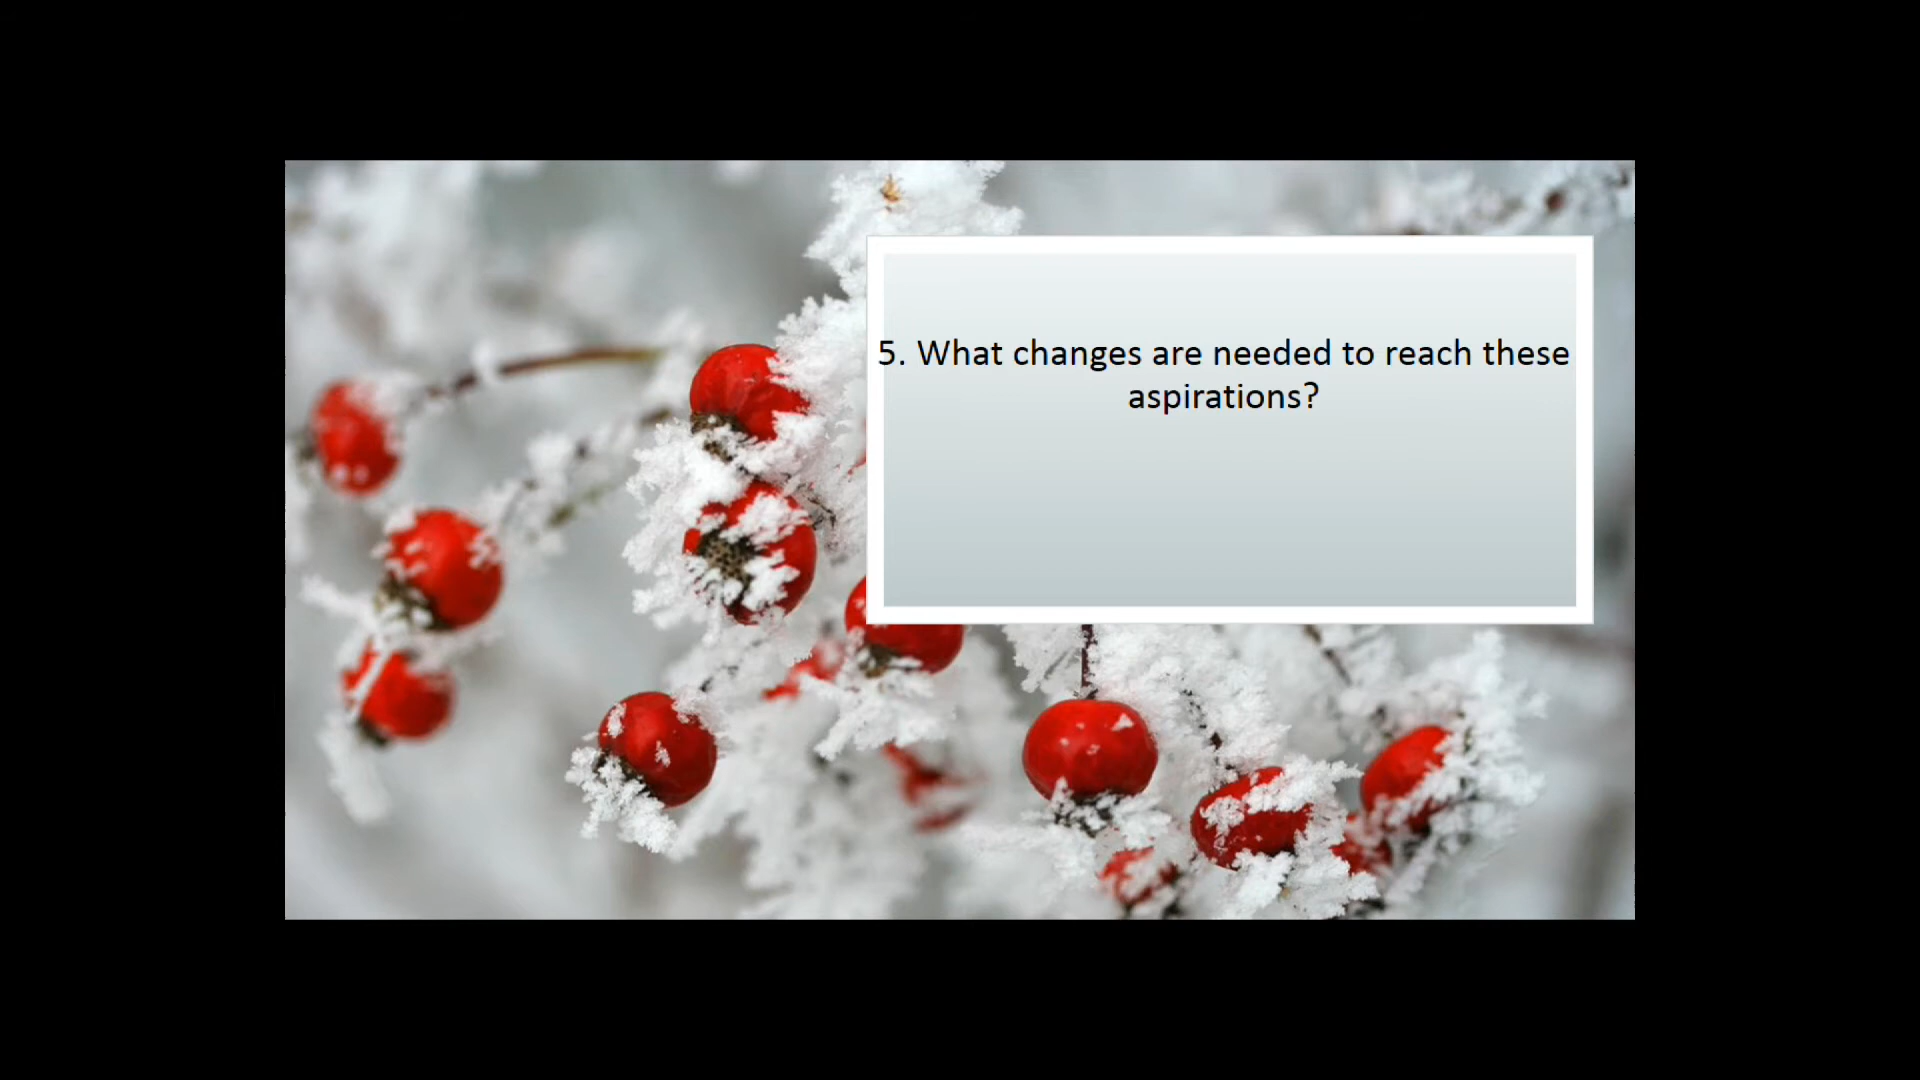 5. What changes are needed to reach these
aspirations?